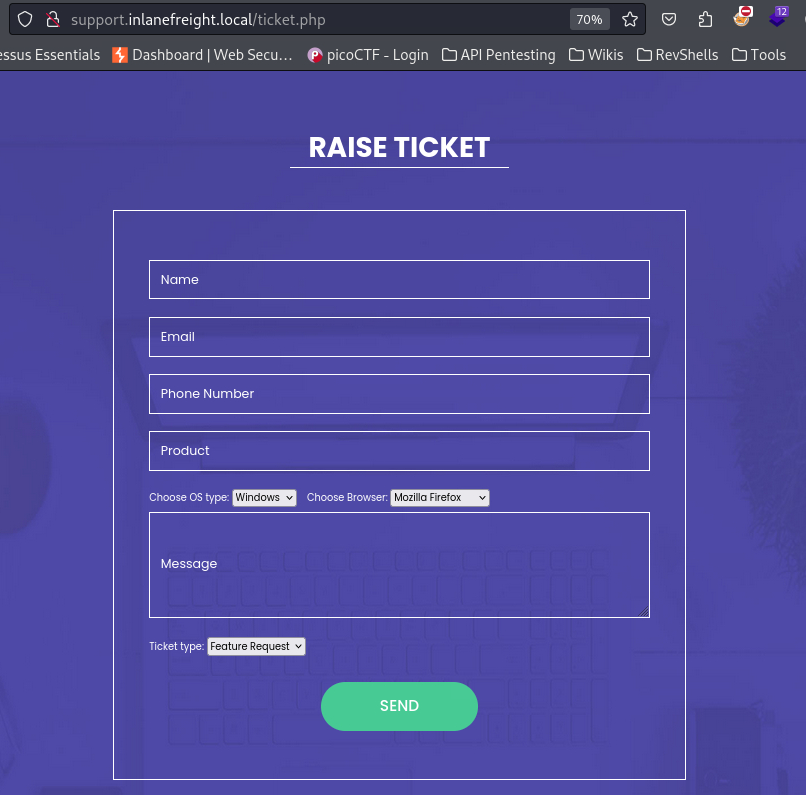 support.inlanefreight.local/ticket.php 70% 12
essus Essentials Dashboard | Web Secu… picoCTF - Login API Pentesting Wikis RevShells Tools
RAISE TICKET
Name
Email
Phone Number
Product
Choose OS type: Windows Choose Browser: Mozilla Firefox
Message
Ticket type: Feature Request
SEND